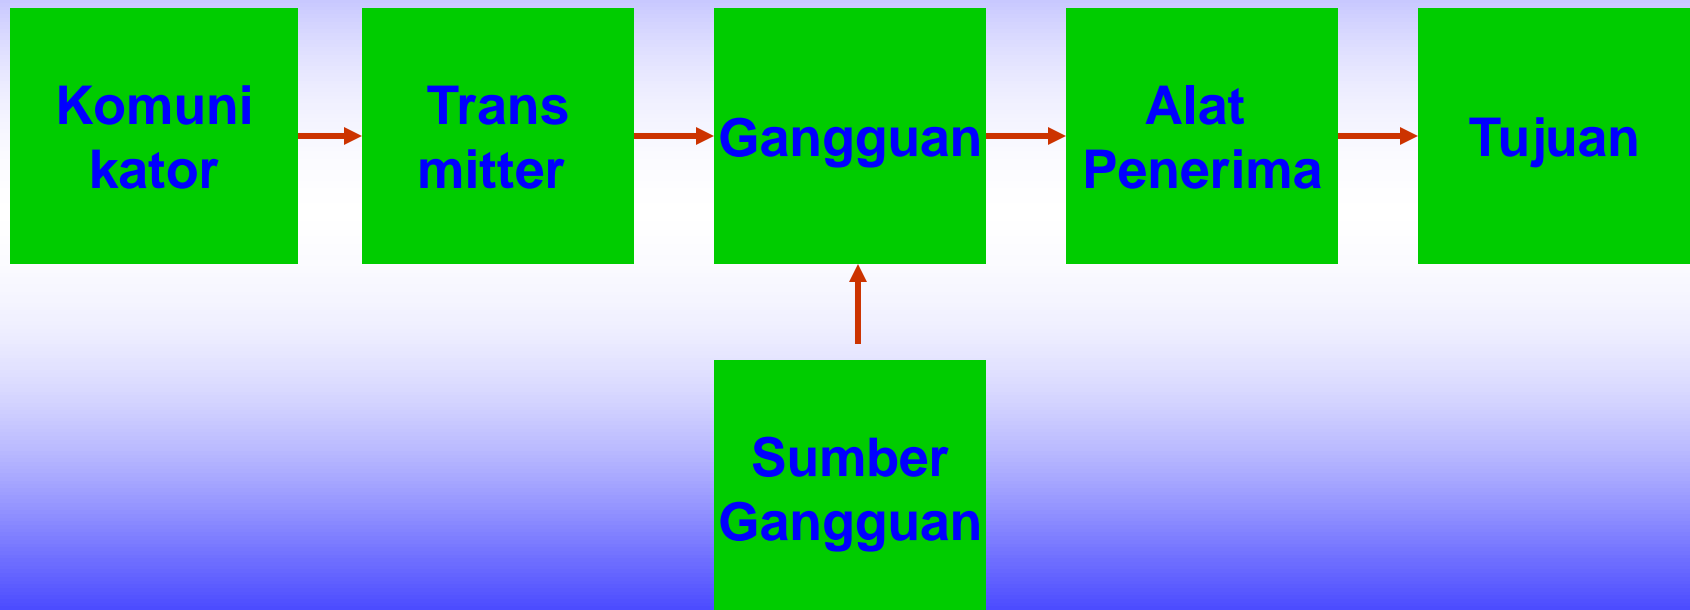 Komuni
kator
Trans
mitter
Gangguan
Alat
Penerima
Tujuan
Sumber
Gangguan